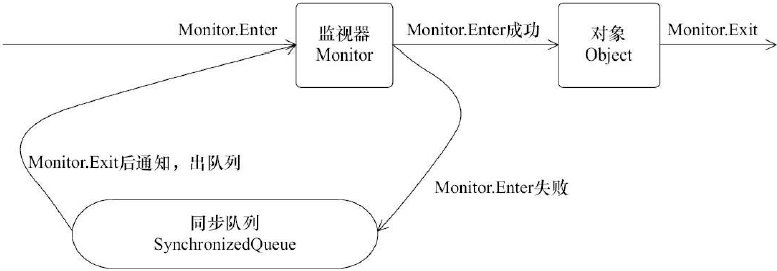 Monitor.Enter
监视器
Monitor
Monitor.Enter成功
对象
Object
Monitor.Exit
Monitor.Exit后通知，出队列
Monitor.Enter失败
同步队列
SynchronizedQueue